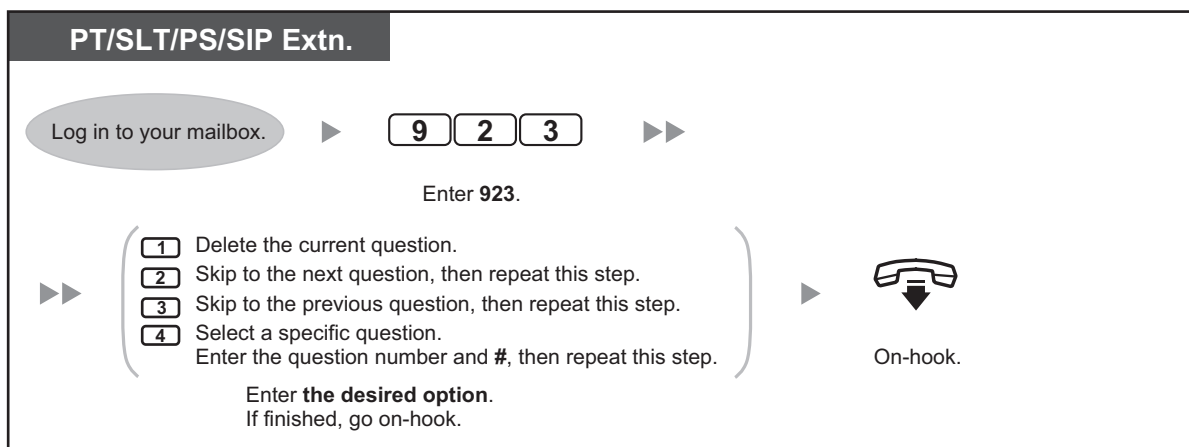 PT/SLT/PS/SIP Extn.
Log in to your mailbox.
9 2 3
Enter 923.
1 Delete the current question.
2 Skip to the next question, then repeat this step.
3 Skip to the previous question, then repeat this step.
4 Select a specific question.
Enter the question number and #, then repeat this step.
Enter the desired option.
If finished, go on-hook.
On-hook.